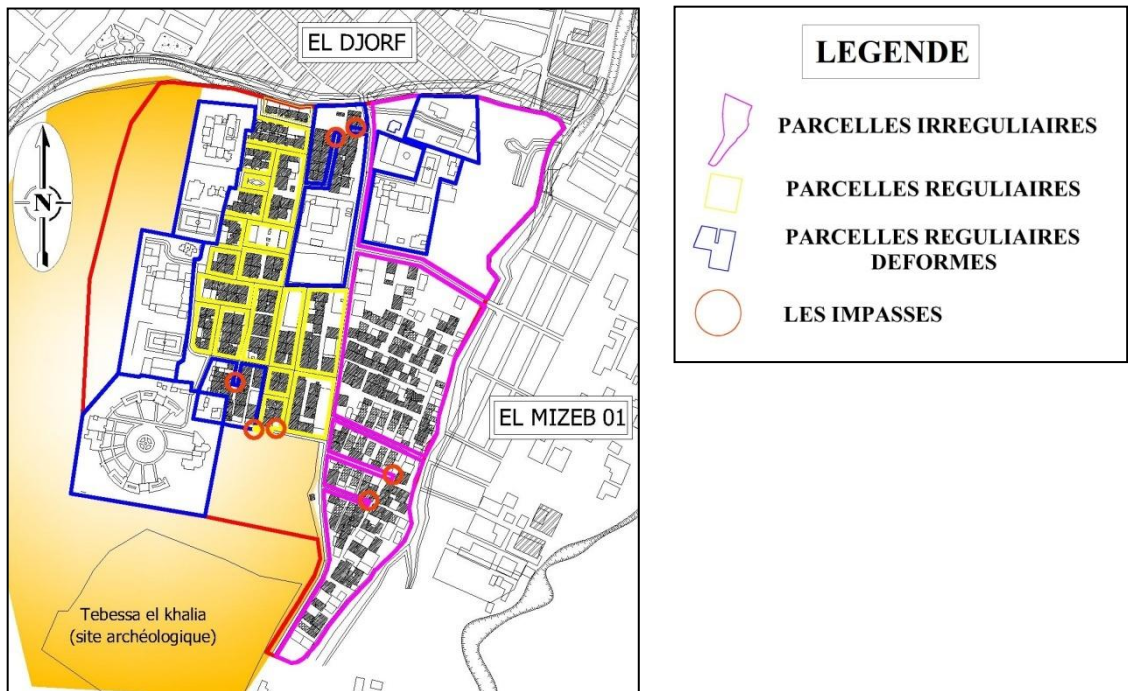 EL DJORF
N
EL MIZEB 01
Tebessa el khalia
(site archéologique)
LEGENDE
PARCELLES IRREGULIAIRES
PARCELLES REGULIAIRES
PARCELLES REGULIAIRES
DEFORMES
LES IMPASSES